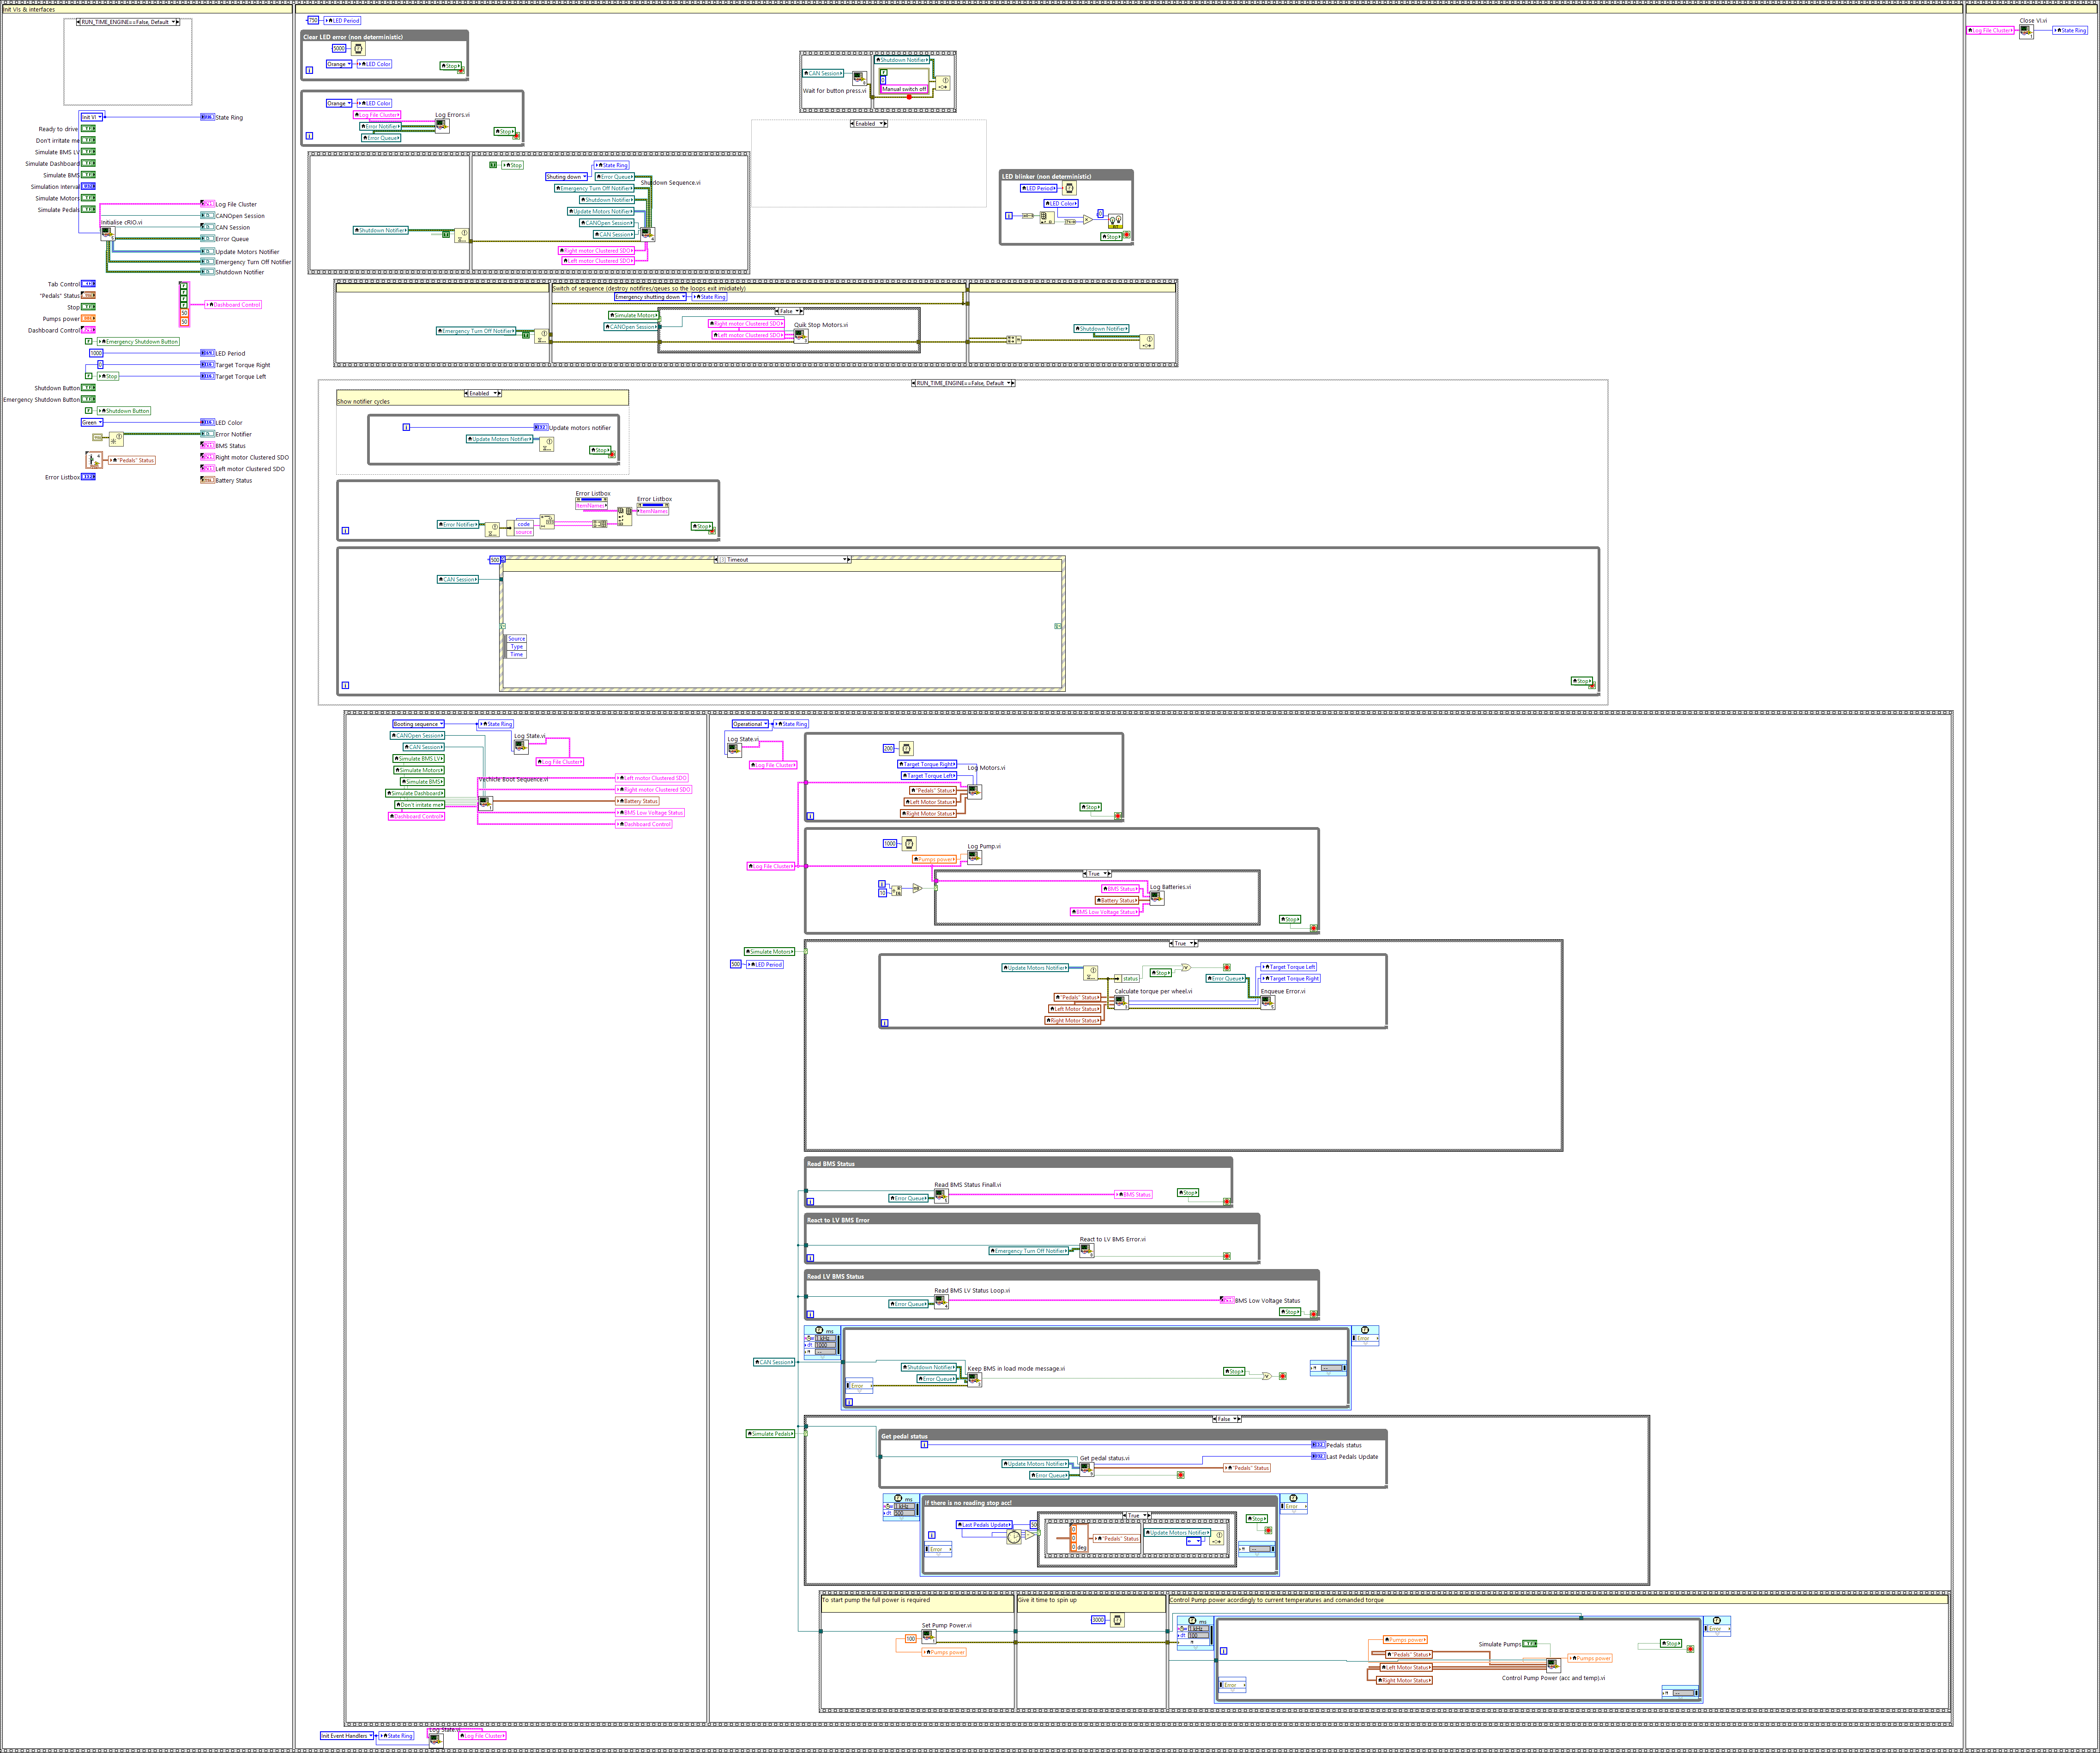 Init VIs & interfaces
RUN_TIME_ENGINE==False, Default
Init VI
State Ring
Ready to drive
Don't irritate me
Simulate BMS LV
Simulate Dashboard
Simulate BMS
Simulation Interval
Simulate Motors
Simulate Pedals
Initialise cRIO.vi
Log File Cluster
CANOpen Session
CAN Session
Error Queue
Update Motors Notifier
Emergency Turn Off Notifier
Shutdown Notifier
Tab Control
"Pedals" Status
Stop
Pumps power
Dashboard Control
50
50
Dashboard Control
Emergency Shutdown Button
1000
LED Period
0
Target Torque Right
Stop
Target Torque Left
Shutdown Button
Emergency Shutdown Button
Shutdown Button
Green
LED Color
Error Notifier
BMS Status
"Pedals" Status
Right motor Clustered SDO
Left motor Clustered SDO
Error Listbox
Battery Status
750
LED Period
Clear LED error (non deterministic)
5000
Orange
LED Color
Stop
Orange
LED Color
Log File Cluster
Error Notifier
Error Queue
Log Errors.vi
Stop
CAN Session
Wait for button press.vi
Shutdown Notifier
Manual switch off
Enabled
LED blinker (non deterministic)
LED Period
LED Color
Stop
Shutdown Notifier
Stop
State Ring
Shuting down
Error Queue
Emergency Turn Off Notifier
Shutdown Sequence.vi
Shutdown Notifier
Update Motors Notifier
CANOpen Session
CAN Session
Right motor Clustered SDO
Left motor Clustered SDO
Switch of sequence (destroy notifires/qeues so the loops exit imidiately)
Emergency shutting down
State Ring
Emergency Turn Off Notifier
Simulate Motors
CANOpen Session
False
Right motor Clustered SDO
Left motor Clustered SDO
Quik Stop Motors.vi
Shutdown Notifier
RUN_TIME_ENGINE==False, Default
Enabled
Show notifier cycles
Update motors notifier
Update Motors Notifier
Stop
Error Notifier
code
source
Error Listbox
ItemNames
Error Listbox
ItemNames
Stop
500
[1] Timeout
CAN Session
Source
Type
Time
Stop
Booting sequence
State Ring
CANOpen Session
CAN Session
Log State.vi
Log File Cluster
Simulate BMS LV
Simulate Motors
Simulate BMS
Simulate Dashboard
Don't irritate me
Dashboard Control
Vechicle Boot Sequence.vi
Left motor Clustered SDO
Right motor Clustered SDO
Battery Status
BMS Low Voltage Status
Dashboard Control
Operational
State Ring
Log State.vi
Log File Cluster
200
Target Torque Right
Target Torque Left
Log Motors.vi
"Pedals" Status
Left Motor Status
Right Motor Status
Stop
1000
Log Pump.vi
Pumps power
Log File Cluster
True
10
BMS Status
Battery Status
BMS Low Voltage Status
Log Batteries.vi
Stop
Simulate Motors
500
LED Period
True
Update Motors Notifier
status
Stop
Error Queue
Target Torque Left
Target Torque Right
"Pedals" Status
Calculate torque per wheel.vi
Enqueue Error.vi
Left Motor Status
Right Motor Status
Read BMS Status
Read BMS Status Finall.vi
Error Queue
BMS Status
Stop
React to LV BMS Error
React to LV BMS Error.vi
Emergency Turn Off Notifier
Read LV BMS Status
Read BMS LV Status Loop.vi
Error Queue
BMS Low Voltage Status
Stop
ms
1 kHz
dt 1000
Error
CAN Session
Shutdown Notifier
Keep BMS in load mode message.vi
Error Queue
Error
Stop
Simulate Pedals
False
Get pedal status
Pedals status
Get pedal status.vi
Last Pedals Update
Update Motors Notifier
"Pedals" Status
Error Queue
ms
1 kHz
Error
If there is no reading stop acc!
Last Pedals Update
50
True
deg
"Pedals" Status
Update Motors Notifier
Stop
Error
To start pump the full power is required
Give it time to spin up
Control Pump power acordingly to current temperatures and comanded torque
Set Pump Power.vi
100
Pumps power
3000
ms
1 kHz
dt 100
Error
Pumps power
"Pedals" Status
Left Motor Status
Right Motor Status
Simulate Pumps
Stop
Pumps power
Control Pump Power (acc and temp).vi
Error
Init Event Handlers
State Ring
Log State.vi
Log File Cluster
Close VI.vi
Log File Cluster
State Ring